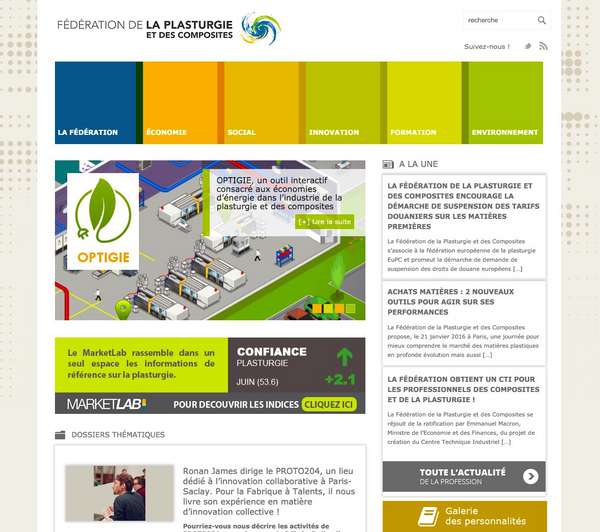 FÉDÉRATION DE LA PLASTURGIE
ET DES COMPOSITES
recherche
Suivez-nous !
LA FÉDÉRATION
ÉCONOMIE
SOCIAL
INNOVATION
FORMATION
ENVIRONNEMENT
OPTIGIE
OPTIGIE, un outil interactif
consacré aux économies
d'énergie dans l'industrie de la
plasturgie et des composites
[+] Lire la suite
Le MarketLab rassemble dans un
seul espace les informations de
référence sur la plasturgie.
CONFIANCE
PLASTURGIE
JUIN (53.6)
+2.1
MARKETLAB
POUR DECOUVRIR LES INDICES
CLIQUEZ ICI
DOSSIERS THÉMATIQUES
Ronan James dirige le PROTO204, un lieu
dédié à l'innovation collaborative à Paris-
Saclay. Pour la Fabrique à Talents, il nous
livre son expérience en matière
d'innovation collective !
Pourriez-vous nous décrire les activités de
A LA UNE
LA FÉDÉRATION DE LA PLASTURGIE ET
DES COMPOSITES ENCOURAGE LA
DÉMARCHE DE SUSPENSION DES TARIFS
DOUANIERS SUR LES MATIÈRES
PREMIÈRES
La Fédération de la Plasturgie et des Composites
s'associe à la fédération européenne de la plasturgie
EuPC et promeut la démarche de demande de
suspension des droits de douane européens [...]
ACHATS MATIÈRES : 2 NOUVEAUX
OUTILS POUR AGIR SUR SES
PERFORMANCES
La Fédération de la Plasturgie et des Composites
propose, le 21 janvier 2016 à Paris, une journée pour
mieux comprendre le marché des matières plastiques
en profonde évolution mais aussi [...]
LA FÉDÉRATION OBTIENT UN CTI POUR
LES PROFESSIONNELS DES COMPOSITES
ET DE LA PLASTURGIE !
La Fédération de la Plasturgie et des Composites se
réjouit de la ratification par Emmanuel Macron,
Ministre de l'Economie et des Finances, du projet de
création du Centre Technique Industriel [...]
TOUTE L'ACTUALITÉ
DE LA PROFESSION
Galerie
des personnalités